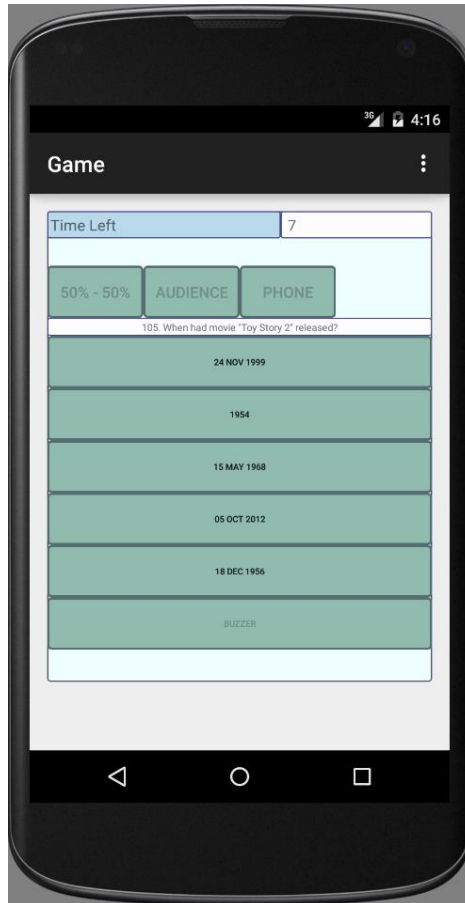 3G 4:16
Game
Time Left 7
50% - 50% AUDIENCE PHONE
105. When had movie "Toy Story 2" released?
24 NOV 1999
1954
15 MAY 1968
05 OCT 2012
18 DEC 1956
BUZZER